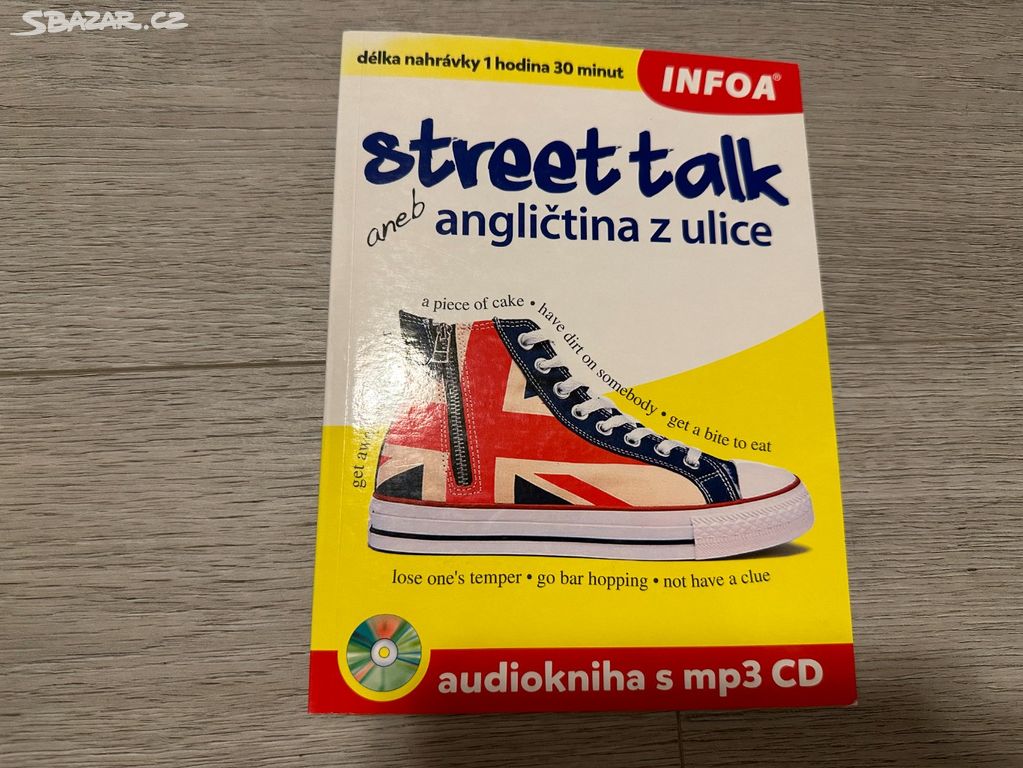 SBAZAR.CZ
délka nahrávky 1 hodina 30 minut
INFOA®
street talk
aneb angličtina z ulice
a piece of cake • have dirt on somebody • get a bite to eat
get
lose one's temper • go bar hopping • not have a clue
audiokniha s mp3 CD